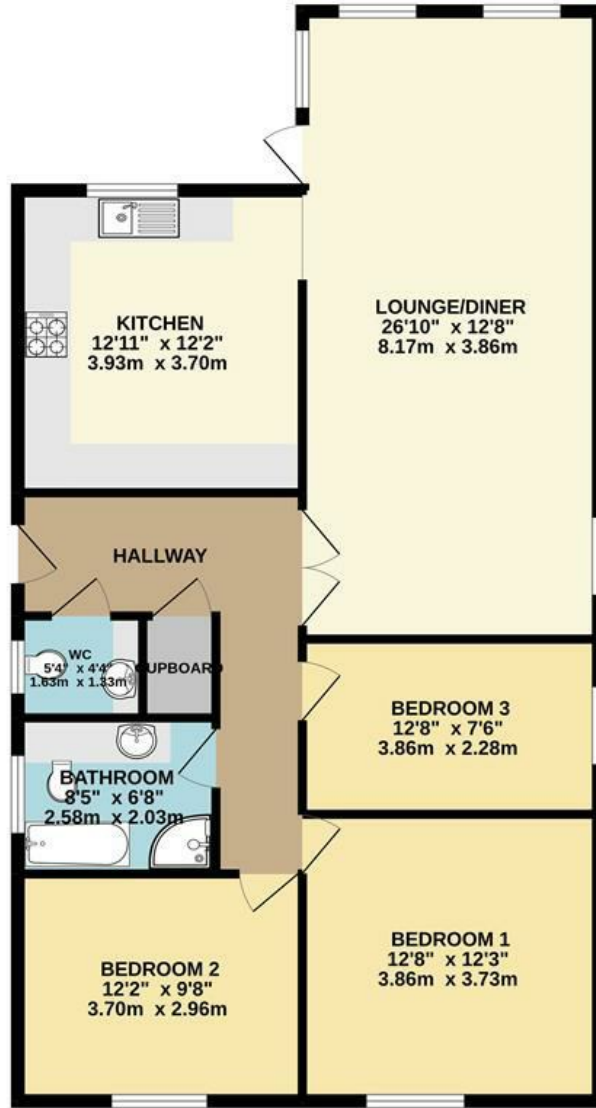 KITCHEN
12'11" x 12'2"
3.93m x 3.70m
LOUNGE/DINER
26'10" x 12'8"
8.17m x 3.86m
HALLWAY
WC
5'4" x 4'4"
1.63m x 1.33m
CUPBOARD
BEDROOM 3
12'8" x 7'6"
3.86m x 2.28m
BATHROOM
8'5" x 6'8"
2.58m x 2.03m
BEDROOM 2
12'2" x 9'8"
3.70m x 2.96m
BEDROOM 1
12'8" x 12'3"
3.86m x 3.73m